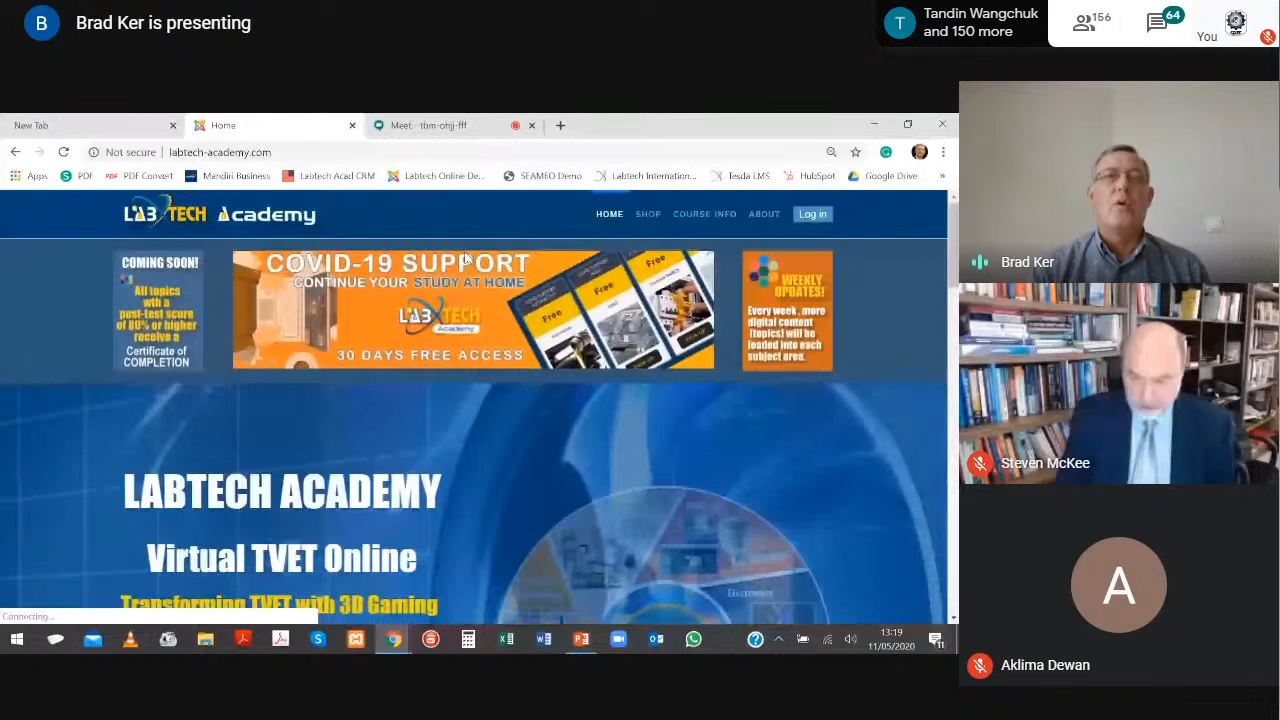 B
Brad Ker is presenting
T
Tandin Wangchuk
and 150 more
156
64
You
New Tab
Home
Meet - tbm-ohjj-fff
Not secure | labtech-academy.com
Apps
PDF
PDF Convert
Mandiri Business
Labtech Acad CRM
Labtech Online De...
SEAMEO Demo
Labtech Internation...
Tesda LMS
HubSpot
Google Drive
»
LABTECH Academy
HOME
SHOP
COURSE INFO
ABOUT
Log in
COMING SOON!
All topics
with a
post-test score
of 80% or higher
receive a
Certificate of
COMPLETION
COVID-19 SUPPORT
CONTINUE YOUR STUDY AT HOME
LABTECH
Academy
30 DAYS FREE ACCESS
Free
Free
Free
WEEKLY
UPDATES!
Every week, more
digital content
(topics) will be
loaded into each
subject area.
LABTECH ACADEMY
Virtual TVET Online
Transforming TVET with 3D Gaming
Connecting...
13:19
11/05/2020
11
Brad Ker
Steven McKee
A
Aklima Dewan